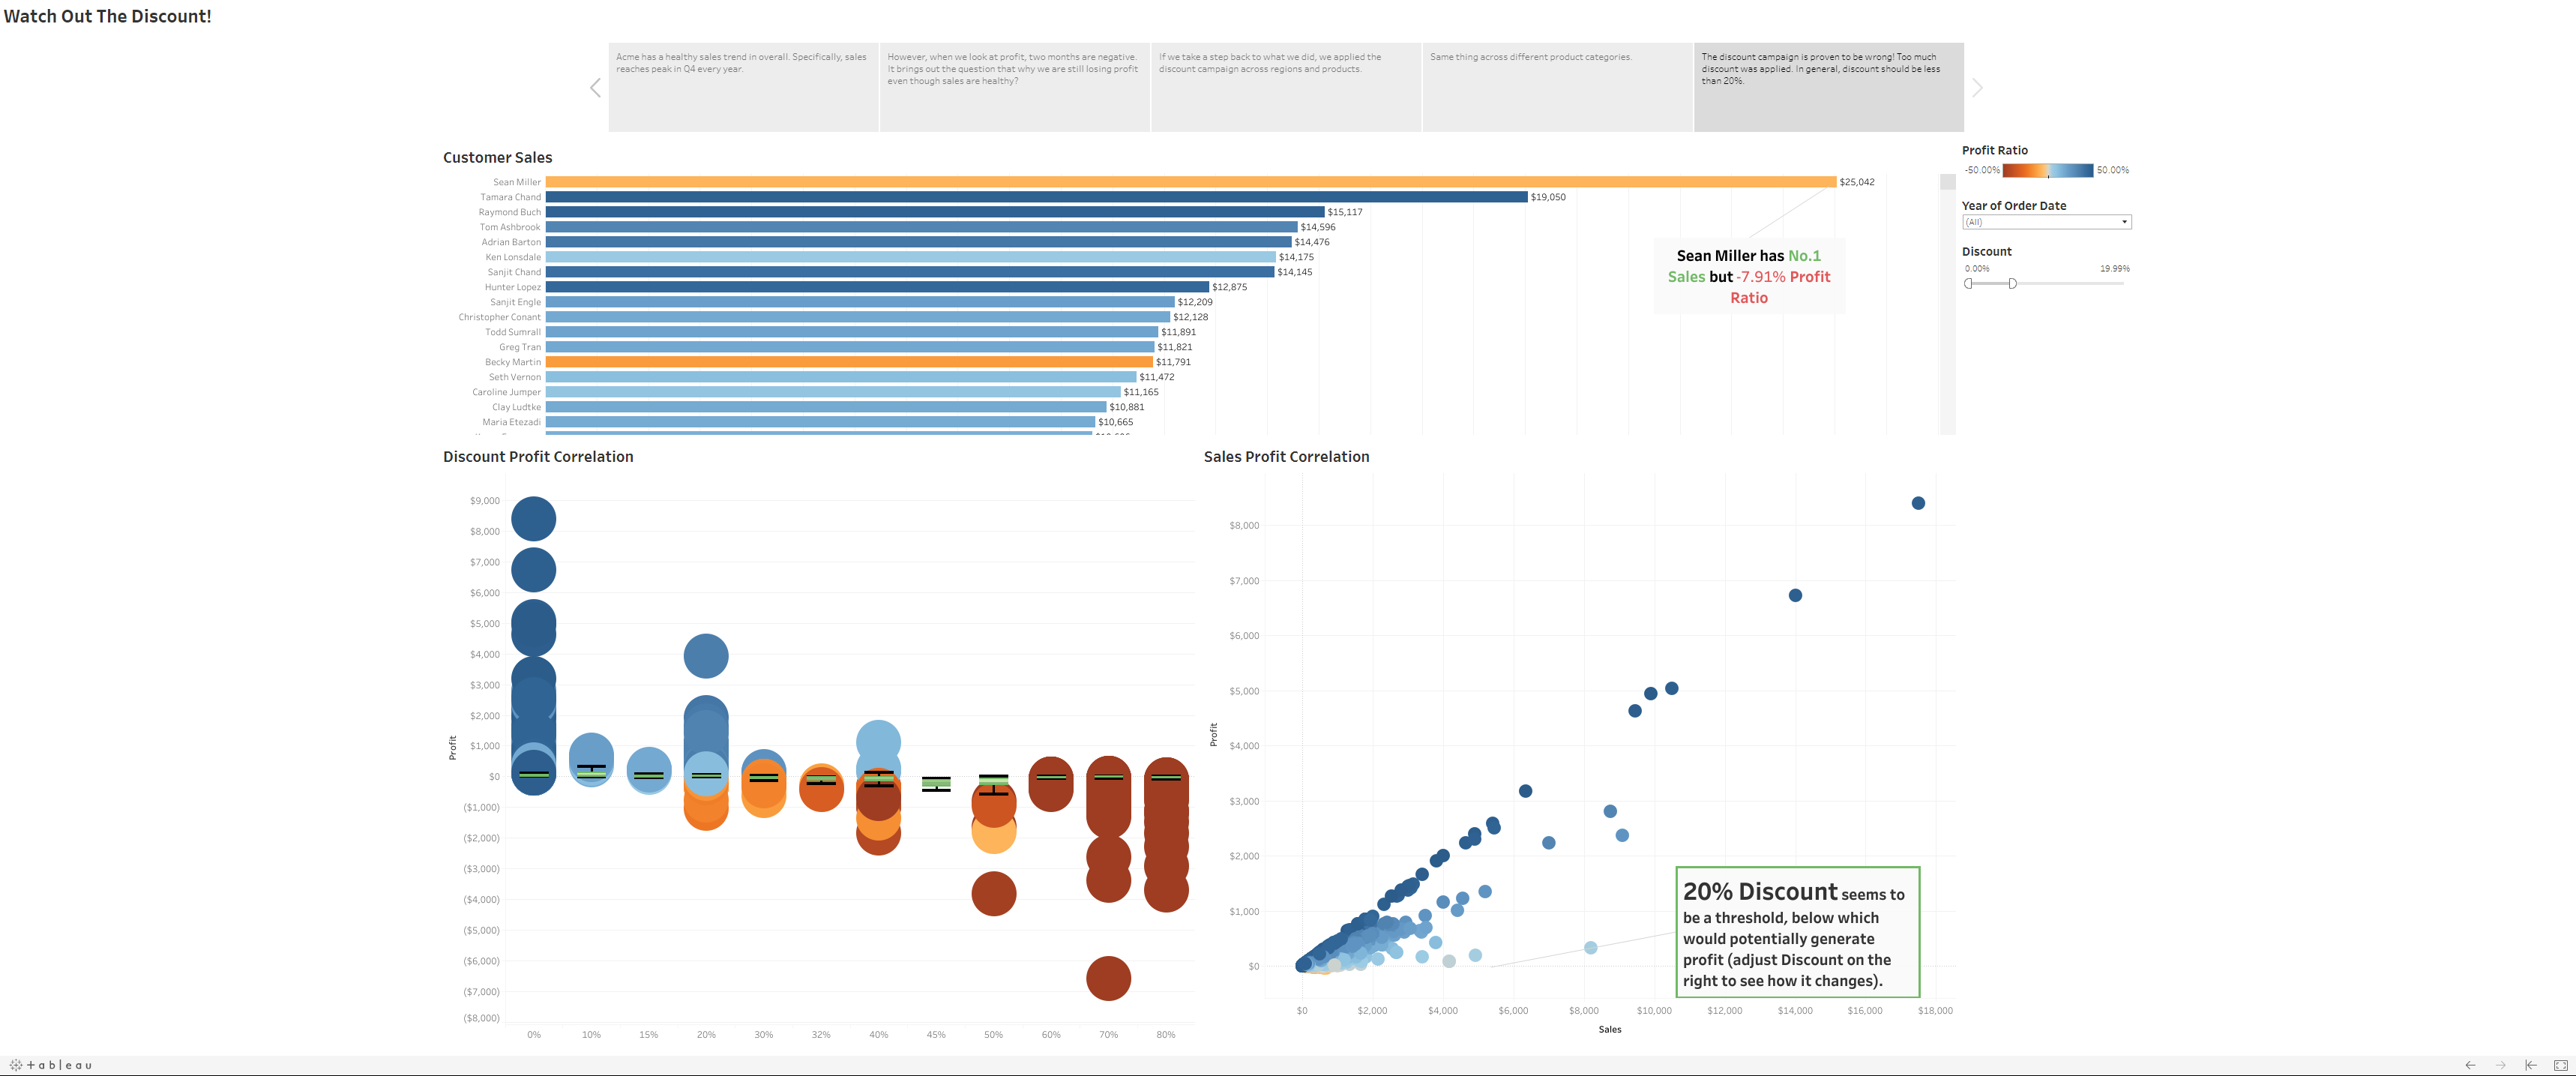 Watch Out The Discount!
Acme has a healthy sales trend in overall. Specifically, sales
reaches peak in Q4 every year.
However, when we look at profit, two months are negative.
It brings out the question that why we are still losing profit
even though sales are healthy?
If we take a step back to what we did, we applied the
discount campaign across regions and products.
Same thing across different product categories.
The discount campaign is proven to be wrong! Too much
discount was applied. In general, discount should be less
than 20%.
Customer Sales
Sean Miller $25,042
Tamara Chand $19,050
Raymond Buch $15,117
Tom Ashbrook $14,596
Adrian Barton $14,476
Ken Lonsdale $14,175
Sanjit Chand $14,145
Hunter Lopez $12,875
Sanjit Engle $12,209
Christopher Conant $12,128
Todd Sumrall $11,891
Greg Tran $11,821
Becky Martin $11,791
Seth Vernon $11,472
Caroline Jumper $11,165
Clay Ludtke $10,881
Maria Etezadi $10,665
Sean Miller has No.1
Sales but -7.91% Profit
Ratio
Profit Ratio
-50.00% 50.00%
Year of Order Date
(All)
Discount
0.00% 19.99%
Discount Profit Correlation
$9,000
$8,000
$7,000
$6,000
$5,000
$4,000
$3,000
$2,000
$1,000
$0
($1,000)
($2,000)
($3,000)
($4,000)
($5,000)
($6,000)
($7,000)
($8,000)
Profit
0% 10% 15% 20% 30% 32% 40% 45% 50% 60% 70% 80%
Sales Profit Correlation
$8,000
$7,000
$6,000
$5,000
$4,000
$3,000
$2,000
$1,000
$0
Profit
20% Discount seems to
be a threshold, below which
would potentially generate
profit (adjust Discount on the
right to see how it changes).
$0 $2,000 $4,000 $6,000 $8,000 $10,000 $12,000 $14,000 $16,000 $18,000
Sales
+ableau